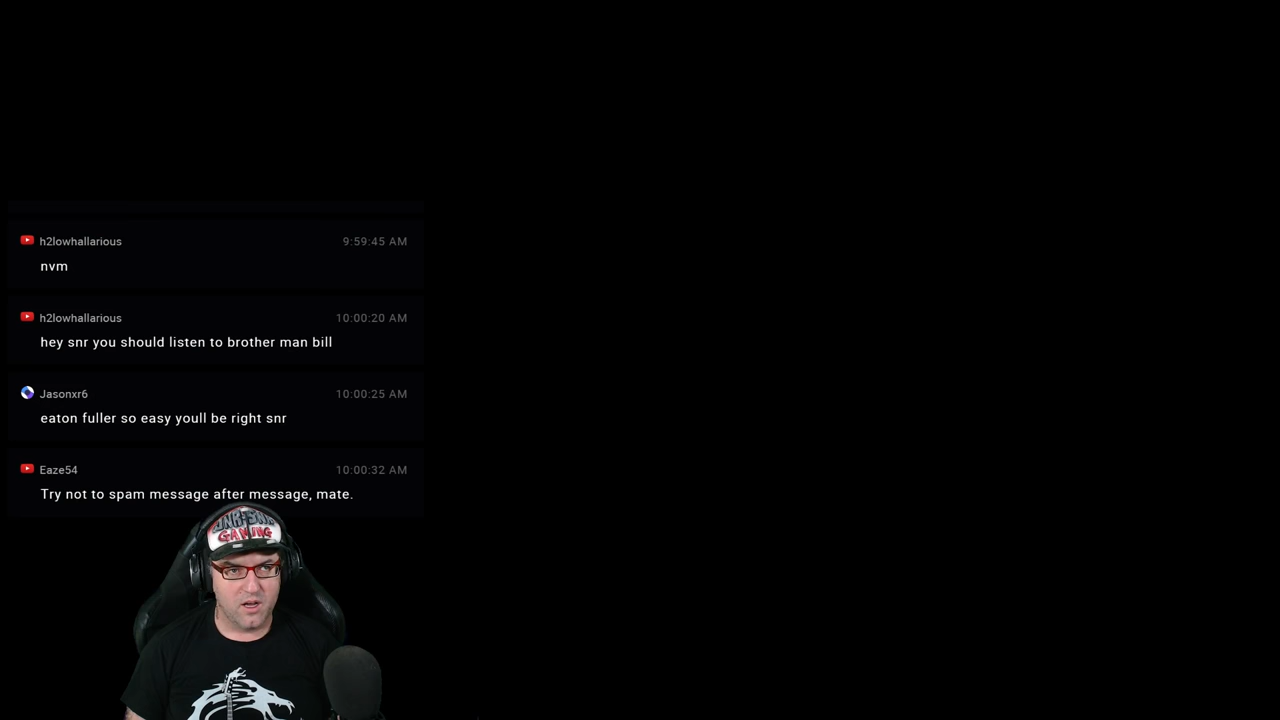 h2lowhallarious 9:59:45 AM
nvm
h2lowhallarious 10:00:20 AM
hey snr you should listen to brother man bill
Jasonxr6 10:00:25 AM
eaton fuller so easy youll be right snr
Eaze54 10:00:32 AM
Try not to spam message after message, mate.
JNR-SNR
GAMING